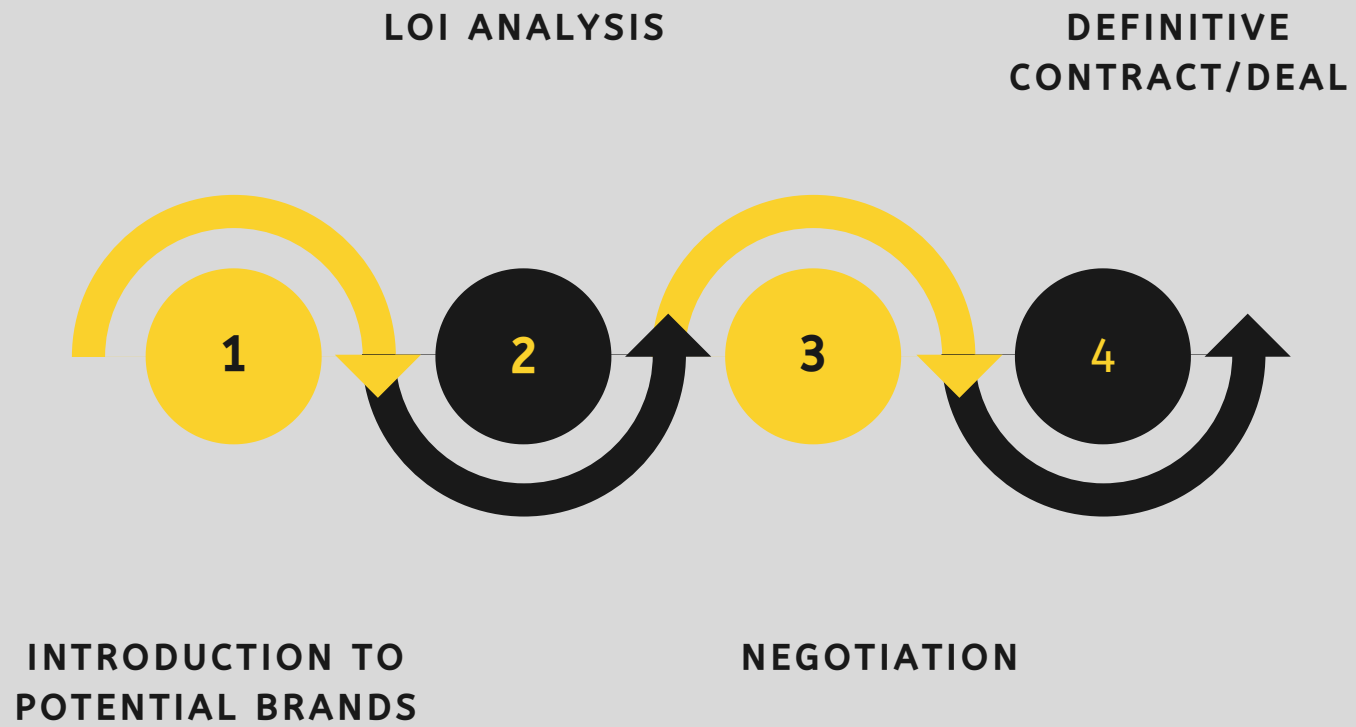 LOI ANALYSIS
DEFINITIVE
CONTRACT/DEAL
1
2
3
4
INTRODUCTION TO
POTENTIAL BRANDS
NEGOTIATION